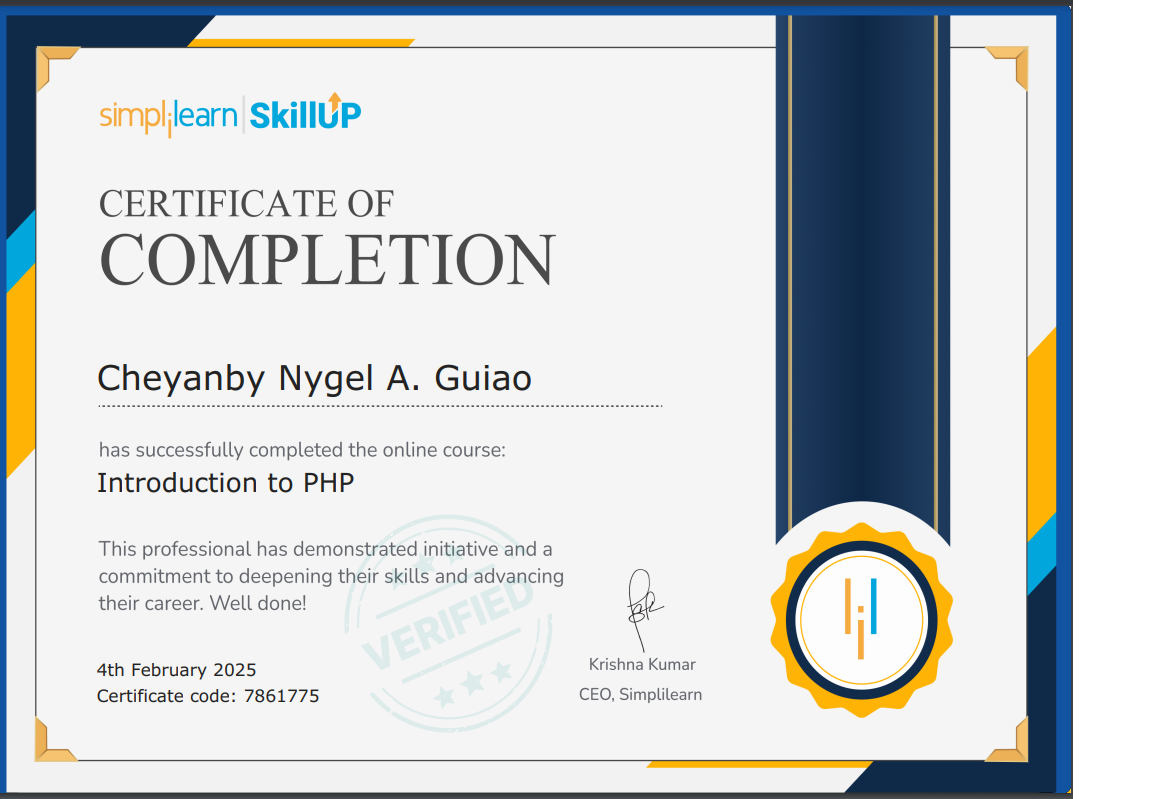 simplilearn | SkillUP
CERTIFICATE OF
COMPLETION
Cheyanby Nygel A. Guiao
has successfully completed the online course:
Introduction to PHP
This professional has demonstrated initiative and a
commitment to deepening their skills and advancing
their career. Well done!
VERIFIED
4th February 2025
Certificate code: 7861775
Krishna Kumar
CEO, Simplilearn